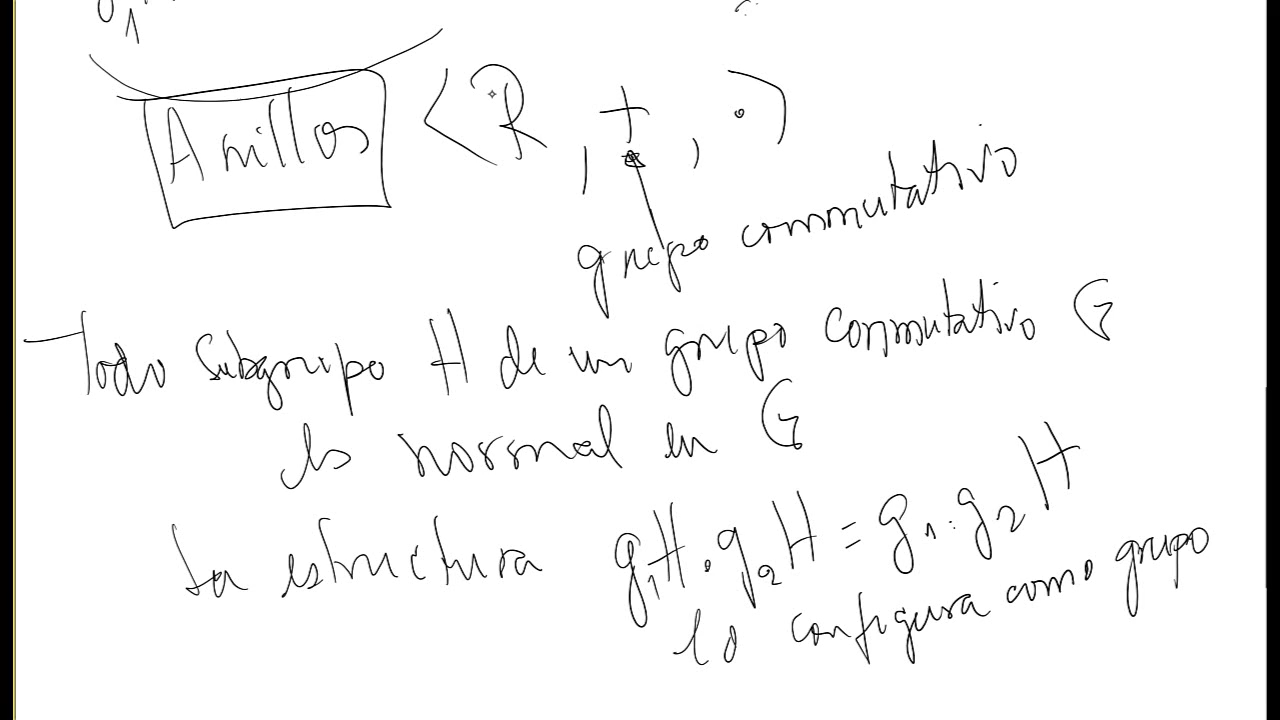 Anillos ⟨R, +, ·⟩
grupo commutativo
Todo subgrupo H de un grupo conmutativo G
es normal en G
La estructura g₁H · g₂H = g₁ · g₂ H
lo configura como grupo